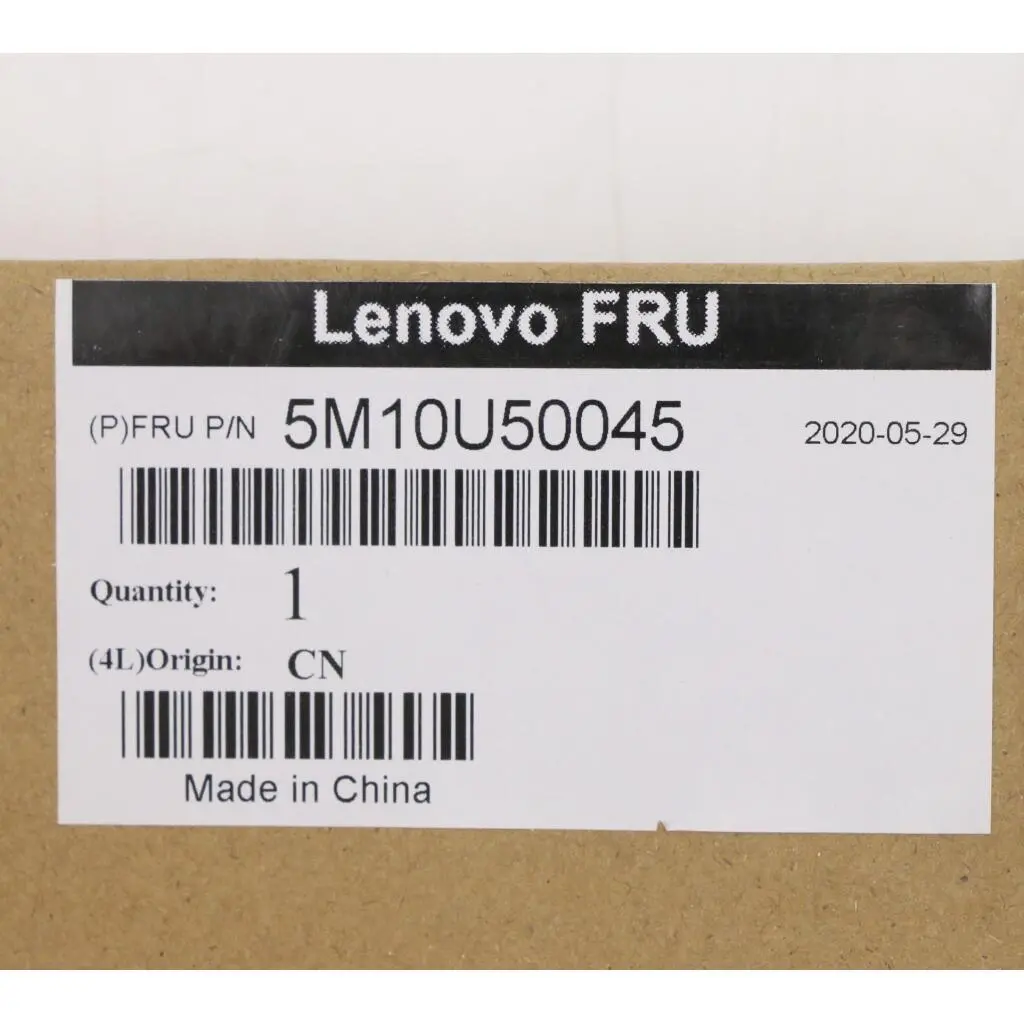 Lenovo FRU
(P)FRU P/N 5M10U50045 2020-05-29
Quantity: 1
(4L)Origin: CN
Made in China